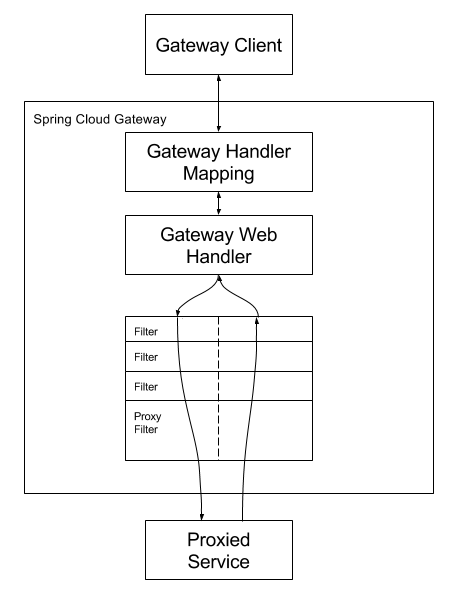 Gateway Client
Spring Cloud Gateway
Gateway Handler
Mapping
Gateway Web
Handler
Filter
Filter
Filter
Proxy
Filter
Proxied
Service